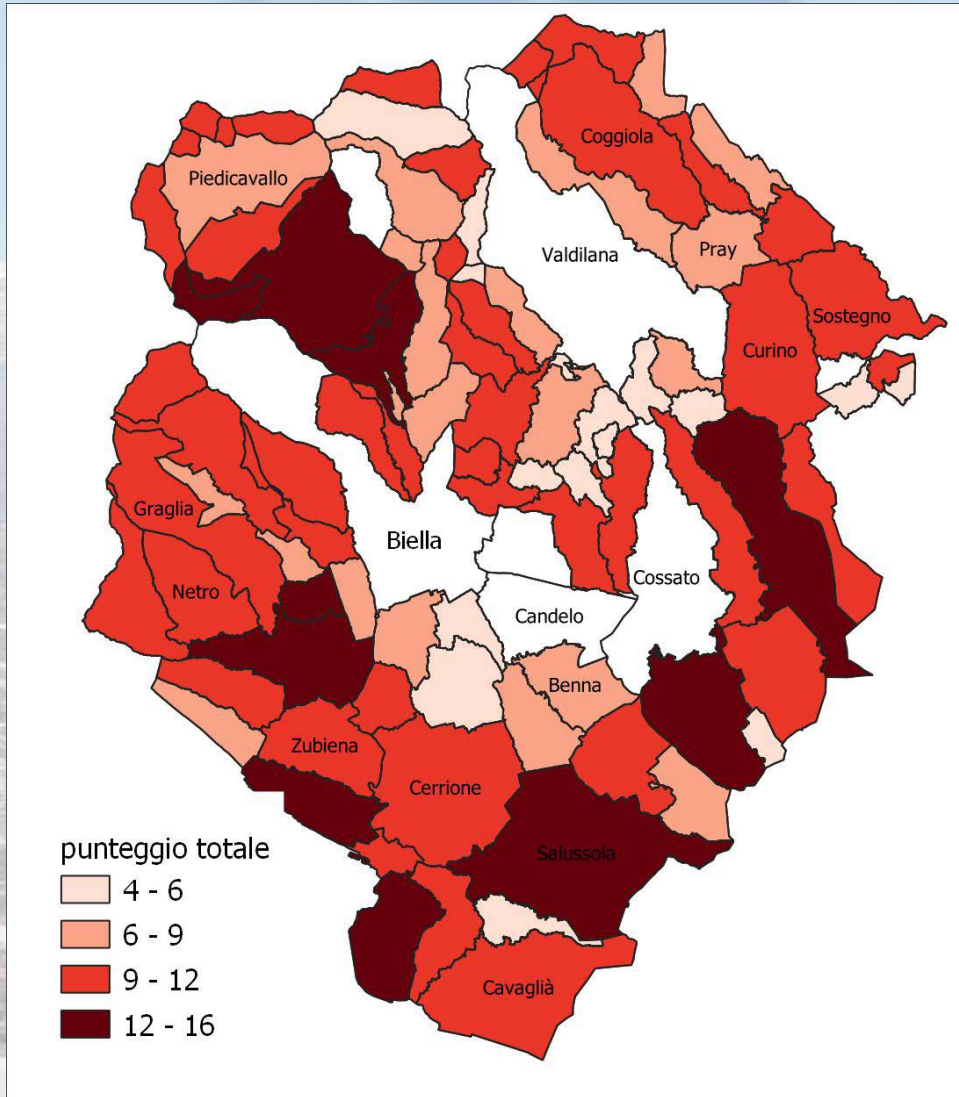 Coggiola
Piedicavallo
Valdilana
Pray
Sostegno
Curino
Graglia
Biella
Netro
Cossato
Candelo
Benna
Zubiena
Cerrione
Salussola
Cavaglià
punteggio totale
4 - 6
6 - 9
9 - 12
12 - 16